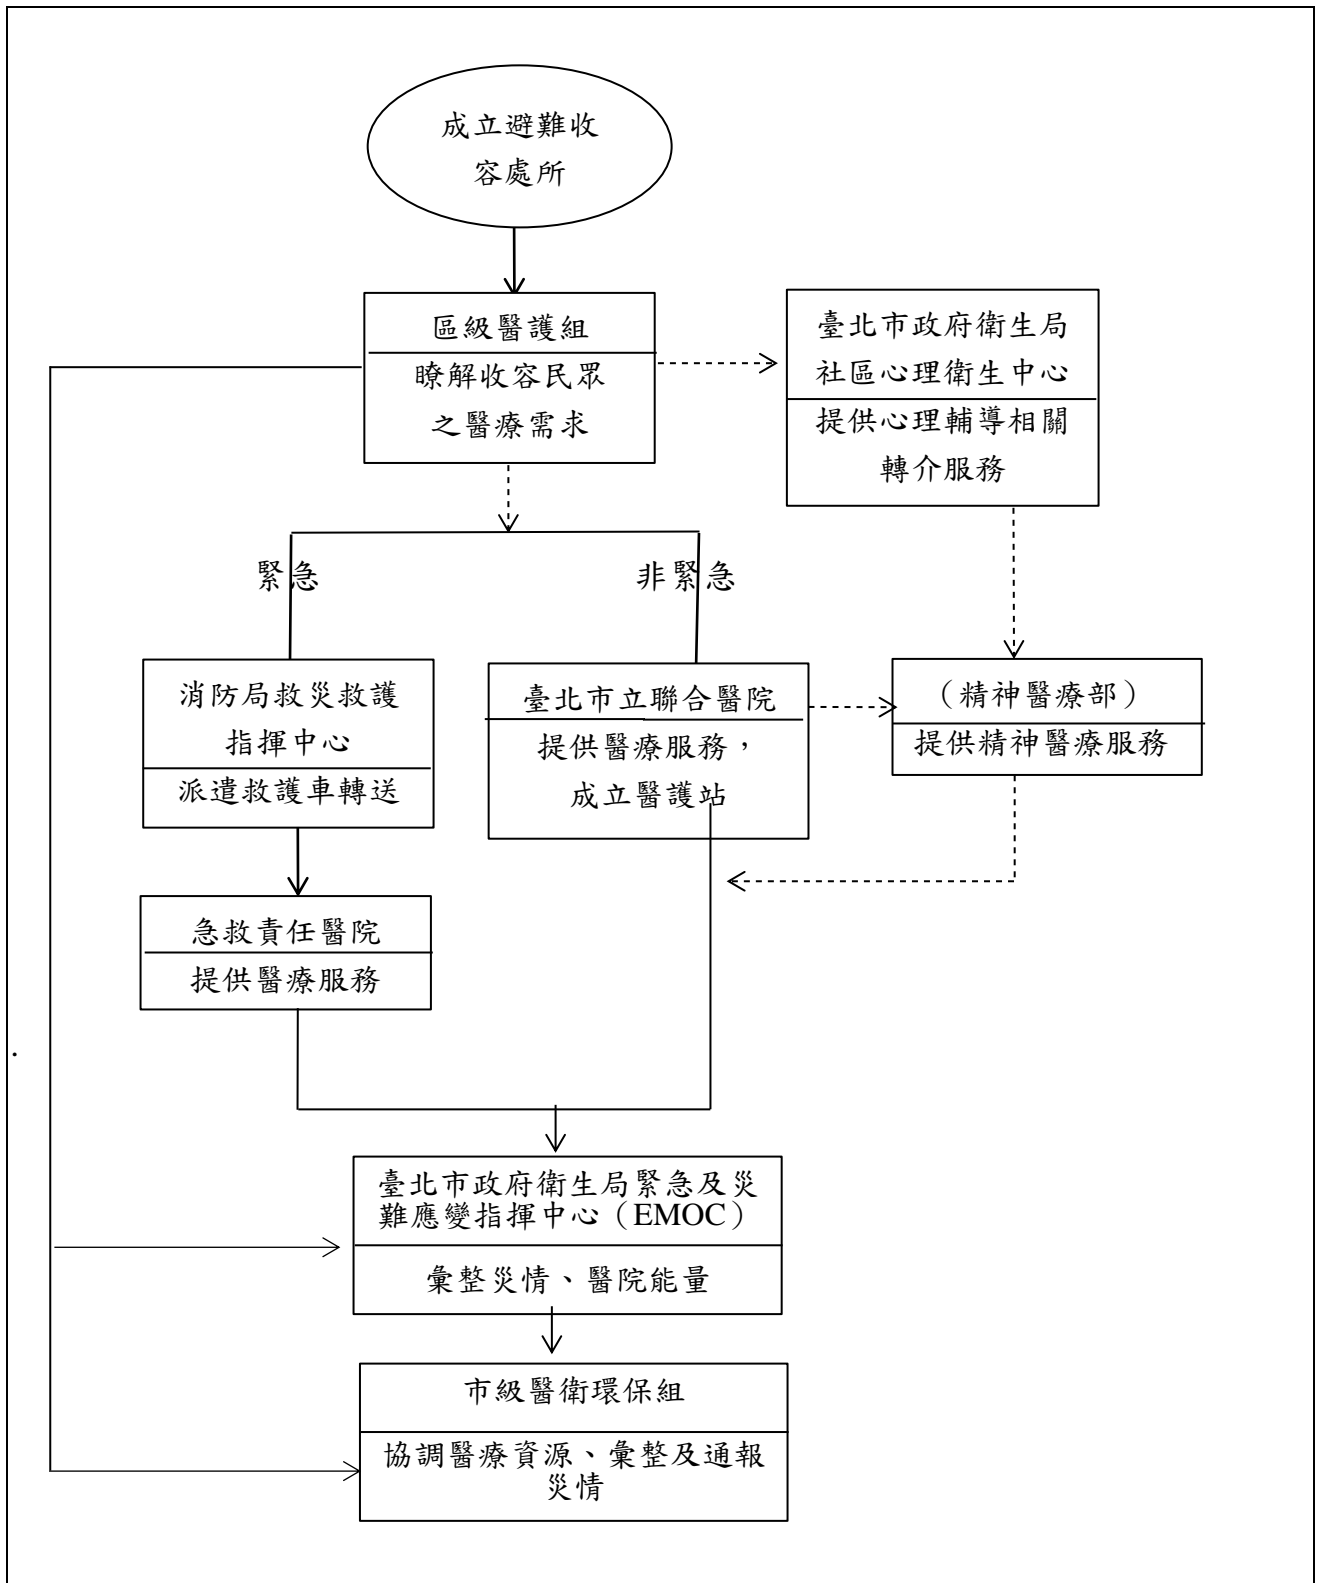 成立避難收
容處所
區級醫護組
瞭解收容民眾
之醫療需求
臺北市政府衛生局
社區心理衛生中心
提供心理輔導相關
轉介服務
緊急
非緊急
消防局救災救護
指揮中心
派遣救護車轉送
臺北市立聯合醫院
提供醫療服務，
成立醫護站
（精神醫療部）
提供精神醫療服務
急救責任醫院
提供醫療服務
.
臺北市政府衛生局緊急及災
難應變指揮中心（EMOC）
彙整災情、醫院能量
市級醫衛環保組
協調醫療資源、彙整及通報
災情